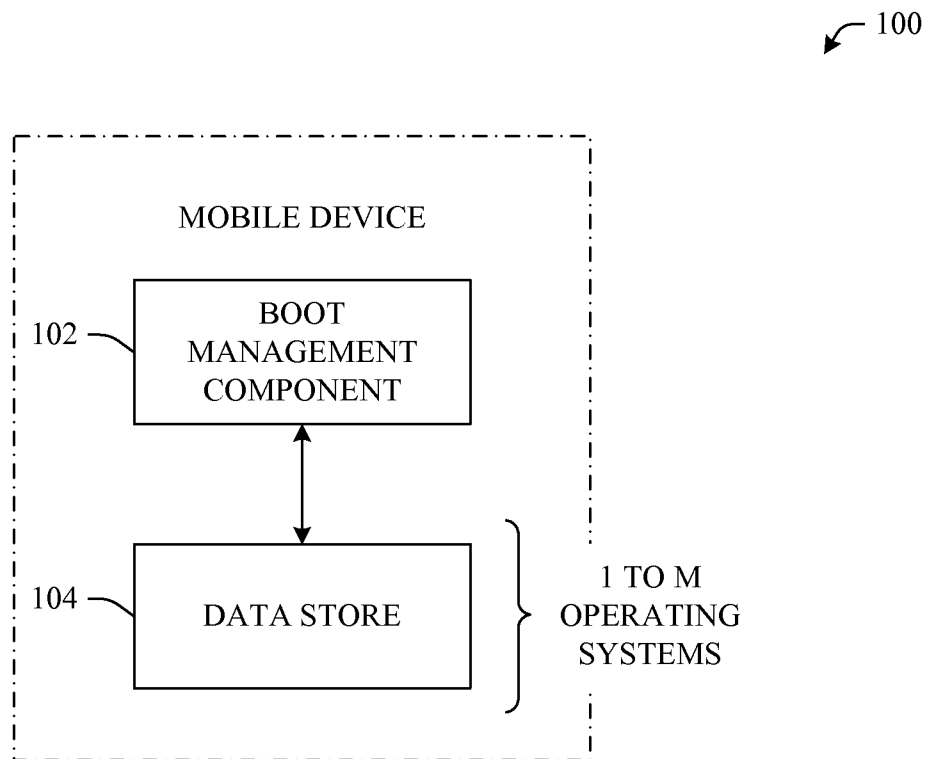 100
MOBILE DEVICE
102
BOOT
MANAGEMENT
COMPONENT
104
DATA STORE
1 TO M
OPERATING
SYSTEMS